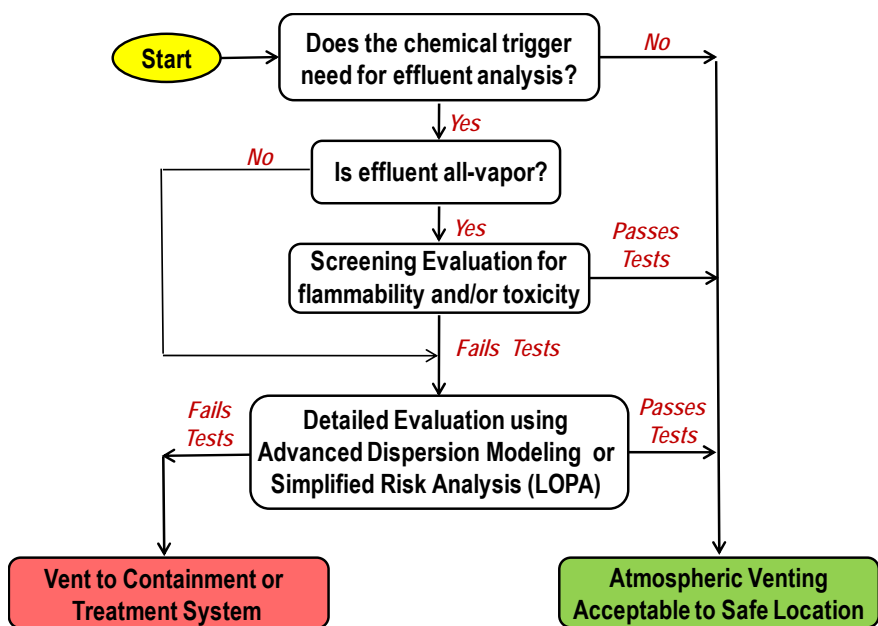 Start
Does the chemical trigger
need for effluent analysis?
No
Yes
No
Is effluent all-vapor?
Yes
Screening Evaluation for
flammability and/or toxicity
Passes
Tests
Fails Tests
Fails
Tests
Detailed Evaluation using
Advanced Dispersion Modeling or
Simplified Risk Analysis (LOPA)
Passes
Tests
Vent to Containment or
Treatment System
Atmospheric Venting
Acceptable to Safe Location